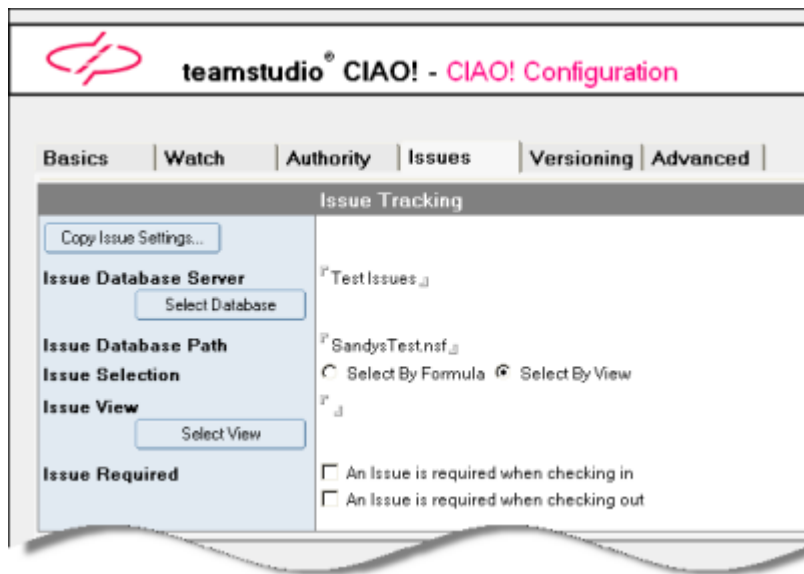 teamstudio® CIAO! - CIAO! Configuration
Basics Watch Authority Issues Versioning Advanced
Issue Tracking
Copy Issue Settings...
Issue Database Server Test Issues
Select Database
Issue Database Path SandysTest.nsf
Issue Selection Select By Formula Select By View
Issue View
Select View
Issue Required An Issue is required when checking in
An Issue is required when checking out